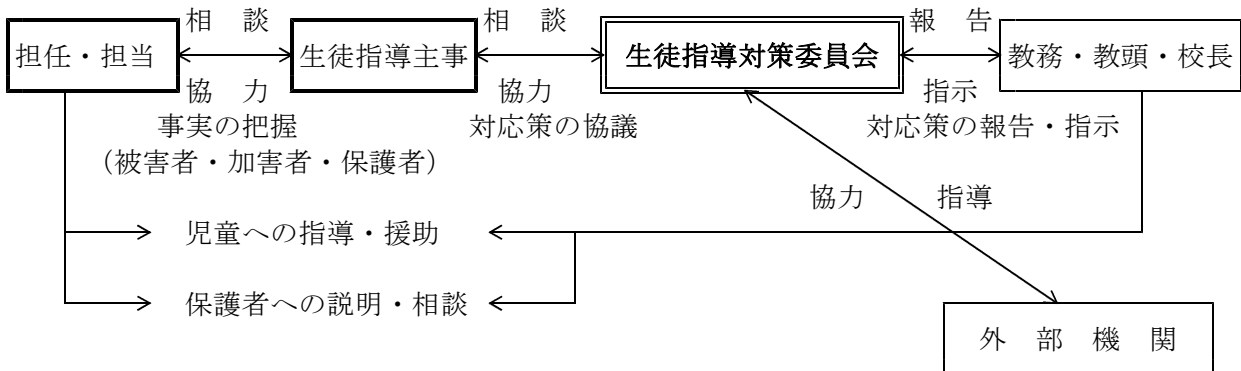 相　談
相　談
報　告
担任・担当
生徒指導主事
生徒指導対策委員会
教務・教頭・校長
協　力
協力
指示
事実の把握
対応策の協議
対応策の報告・指示
（被害者・加害者・保護者）
協力
指導
児童への指導・援助
保護者への説明・相談
外　部　機　関